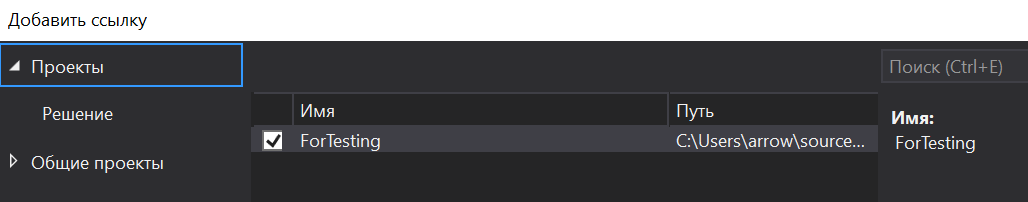 Добавить ссылку
Проекты
Поиск (Ctrl+E)
Имя
Путь
Решение
Имя:
ForTesting
C:\Users\arrow\source...
ForTesting
Общие проекты